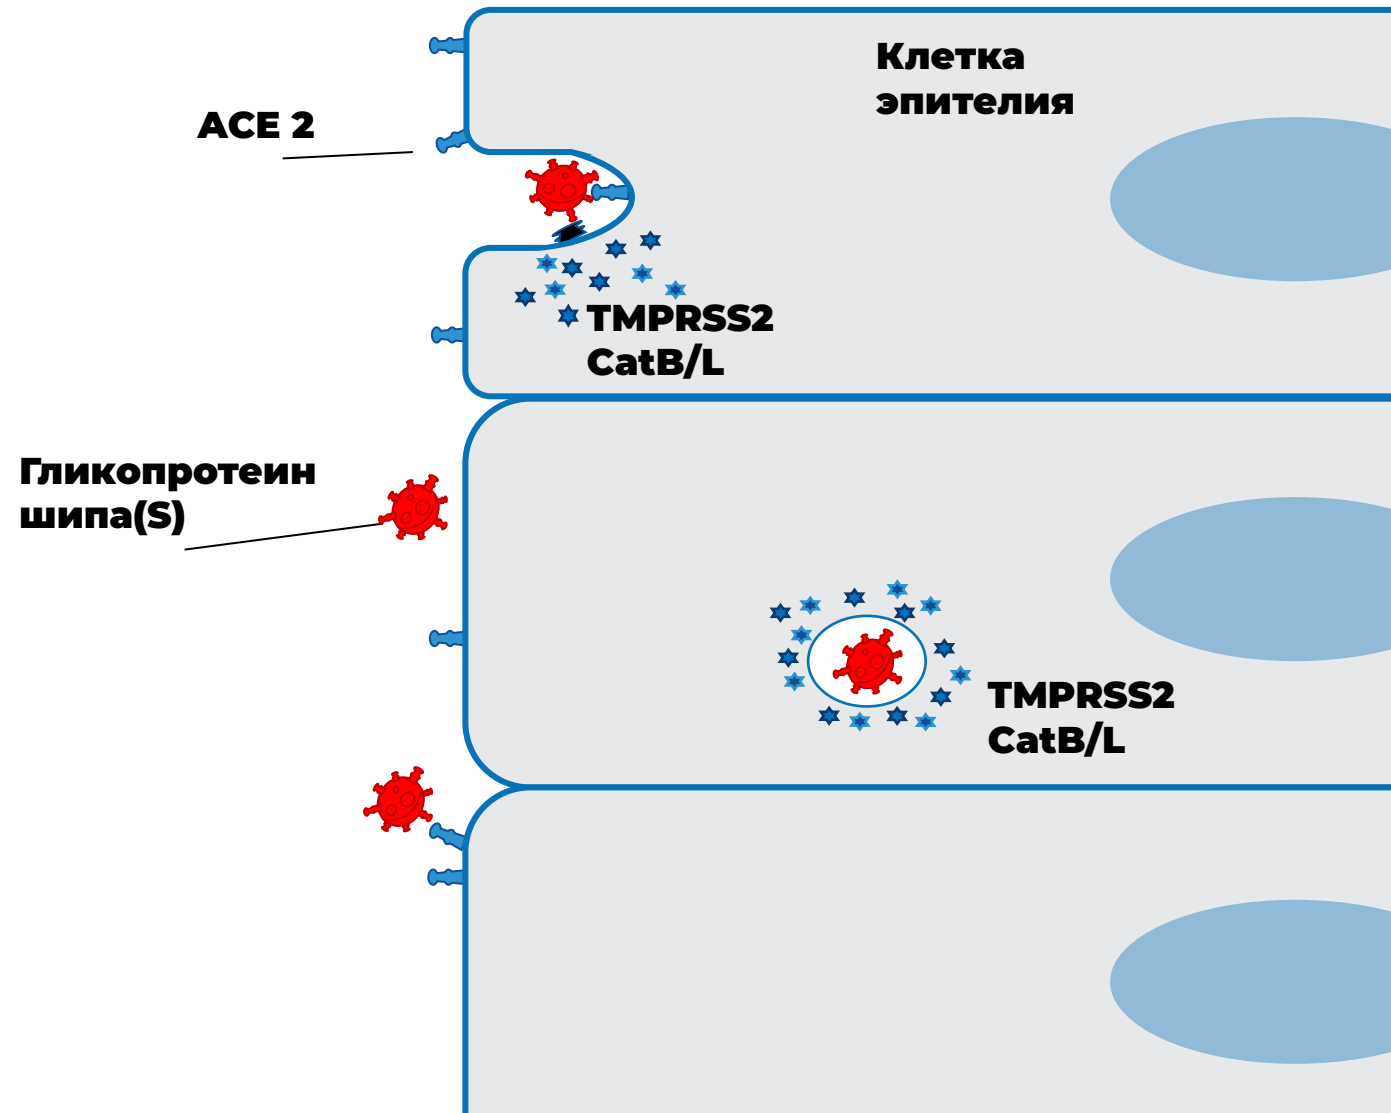 Клетка
эпителия
ACE 2
TMPRSS2
CatB/L
Гликопротеин
шипа(S)
TMPRSS2
CatB/L